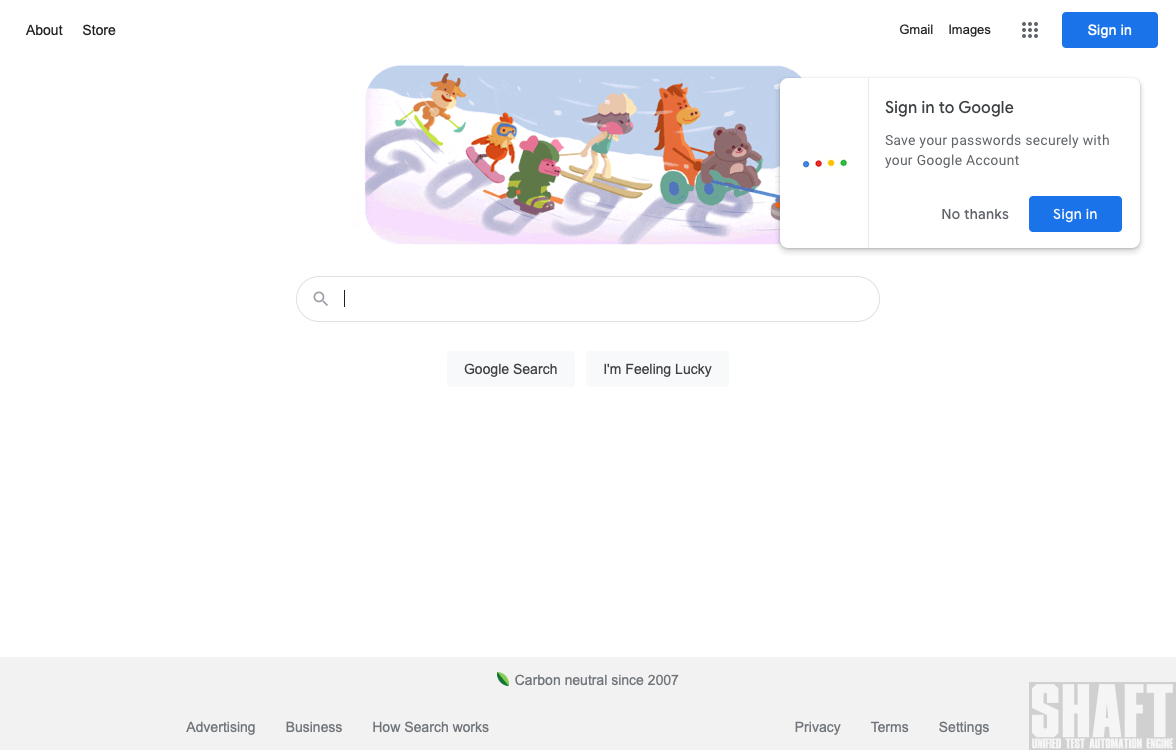 About Store
Gmail Images
Sign in
Google
Sign in to Google
Save your passwords securely with
your Google Account
No thanks Sign in
Google Search I'm Feeling Lucky
Carbon neutral since 2007
Advertising Business How Search works
Privacy Terms Settings
SHAFT
UNIFIED TEST AUTOMATION ENGINE